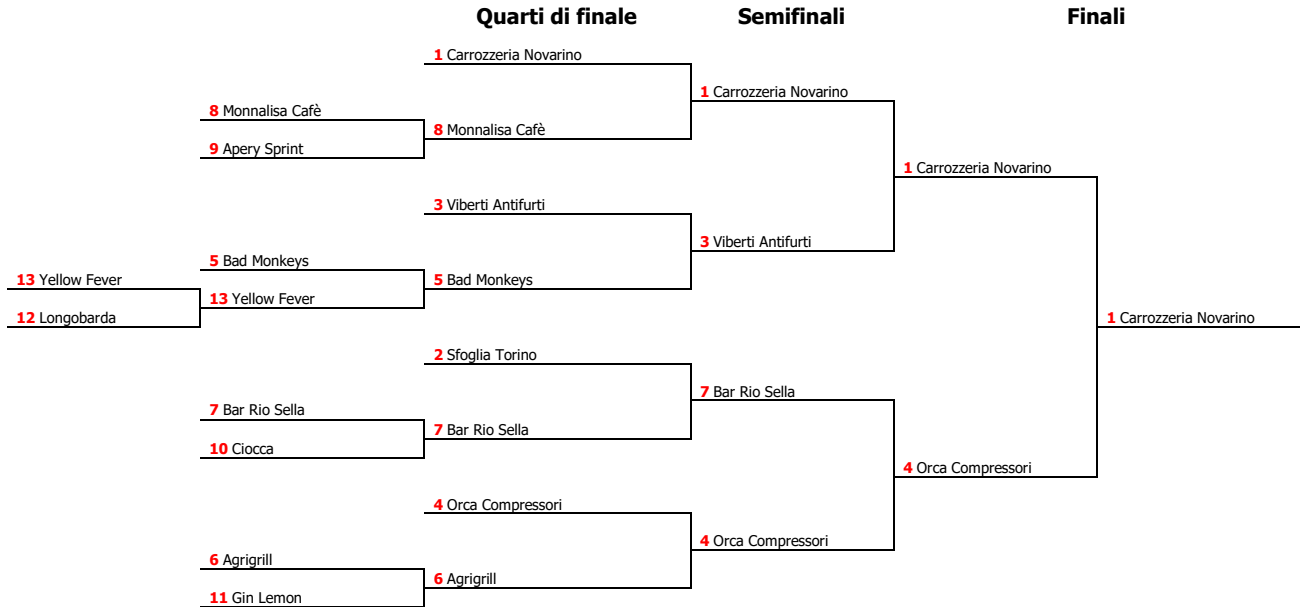 Quarti di finale Semifinali Finali
1 Carrozzeria Novarino
1 Carrozzeria Novarino
8 Monnalisa Cafè
8 Monnalisa Cafè
9 Apery Sprint
1 Carrozzeria Novarino
3 Viberti Antifurti
3 Viberti Antifurti
5 Bad Monkeys
5 Bad Monkeys
13 Yellow Fever
13 Yellow Fever
12 Longobarda
1 Carrozzeria Novarino
2 Sfoglia Torino
7 Bar Rio Sella
7 Bar Rio Sella
7 Bar Rio Sella
10 Ciocca
4 Orca Compressori
4 Orca Compressori
4 Orca Compressori
6 Agrigrill
6 Agrigrill
11 Gin Lemon